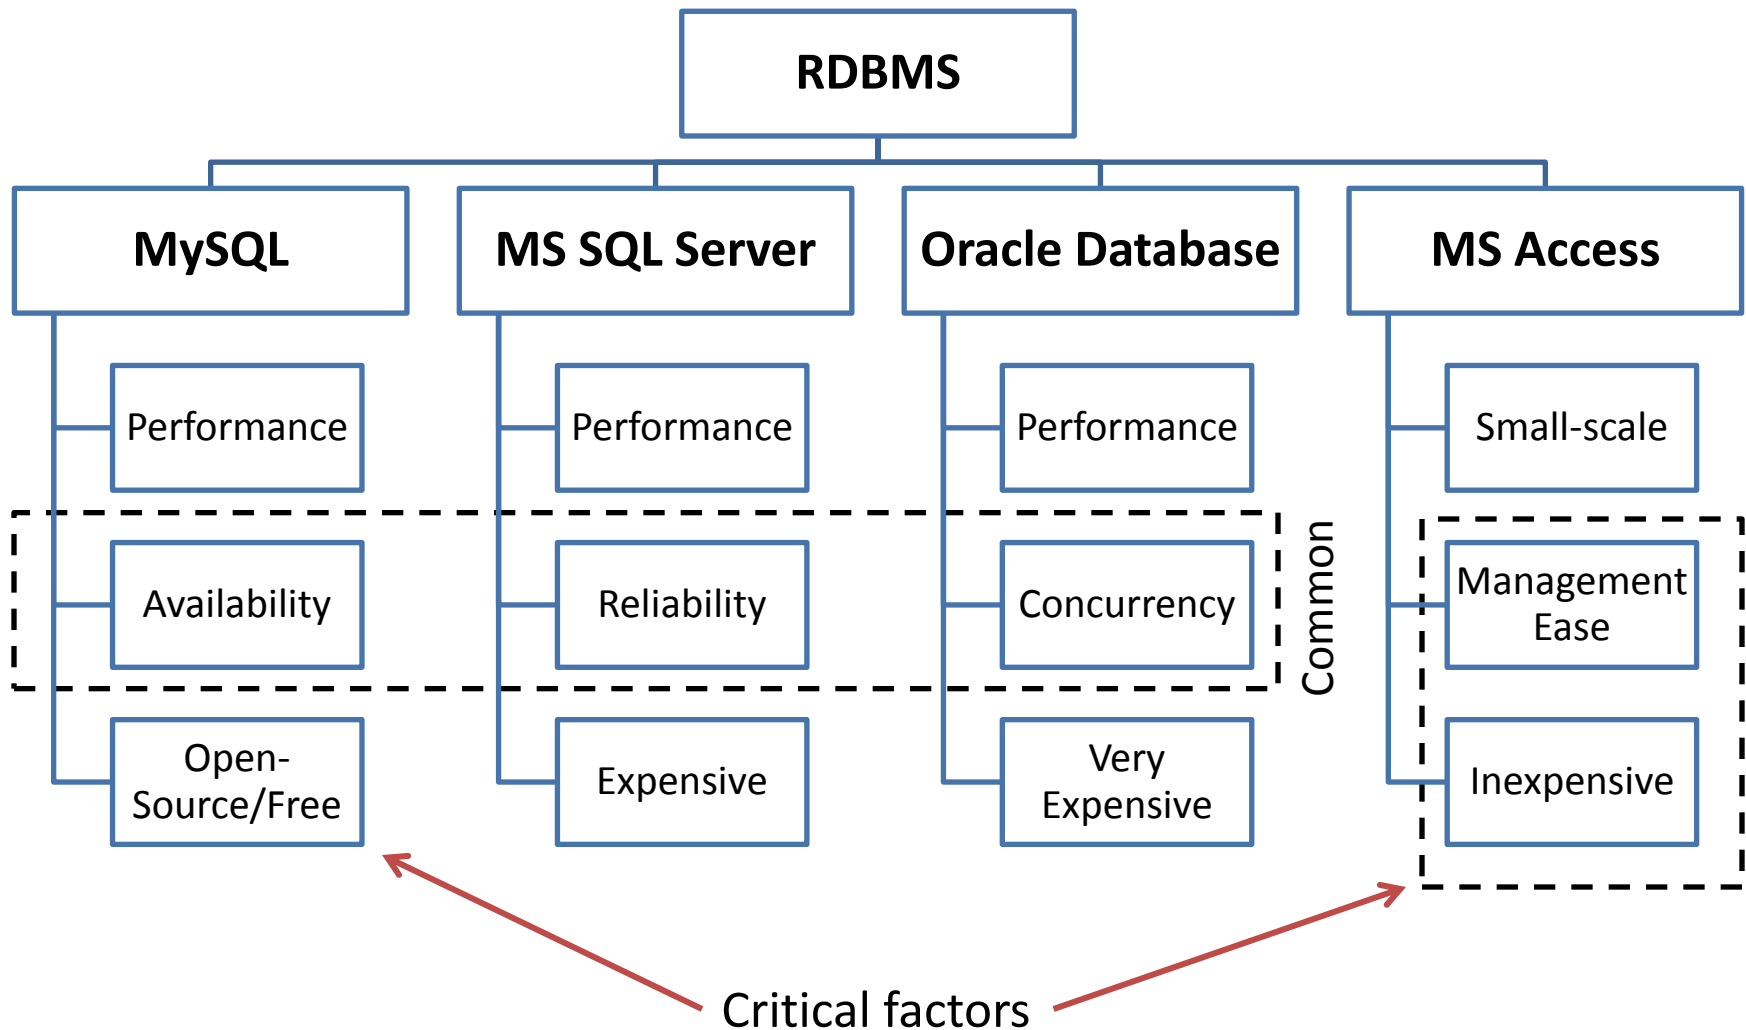 RDBMS
MySQL
MS SQL Server
Oracle Database
MS Access
Performance
Performance
Performance
Small-scale
Availability
Reliability
Concurrency
Common
Management
Ease
Open-
Source/Free
Expensive
Very
Expensive
Inexpensive
Critical factors